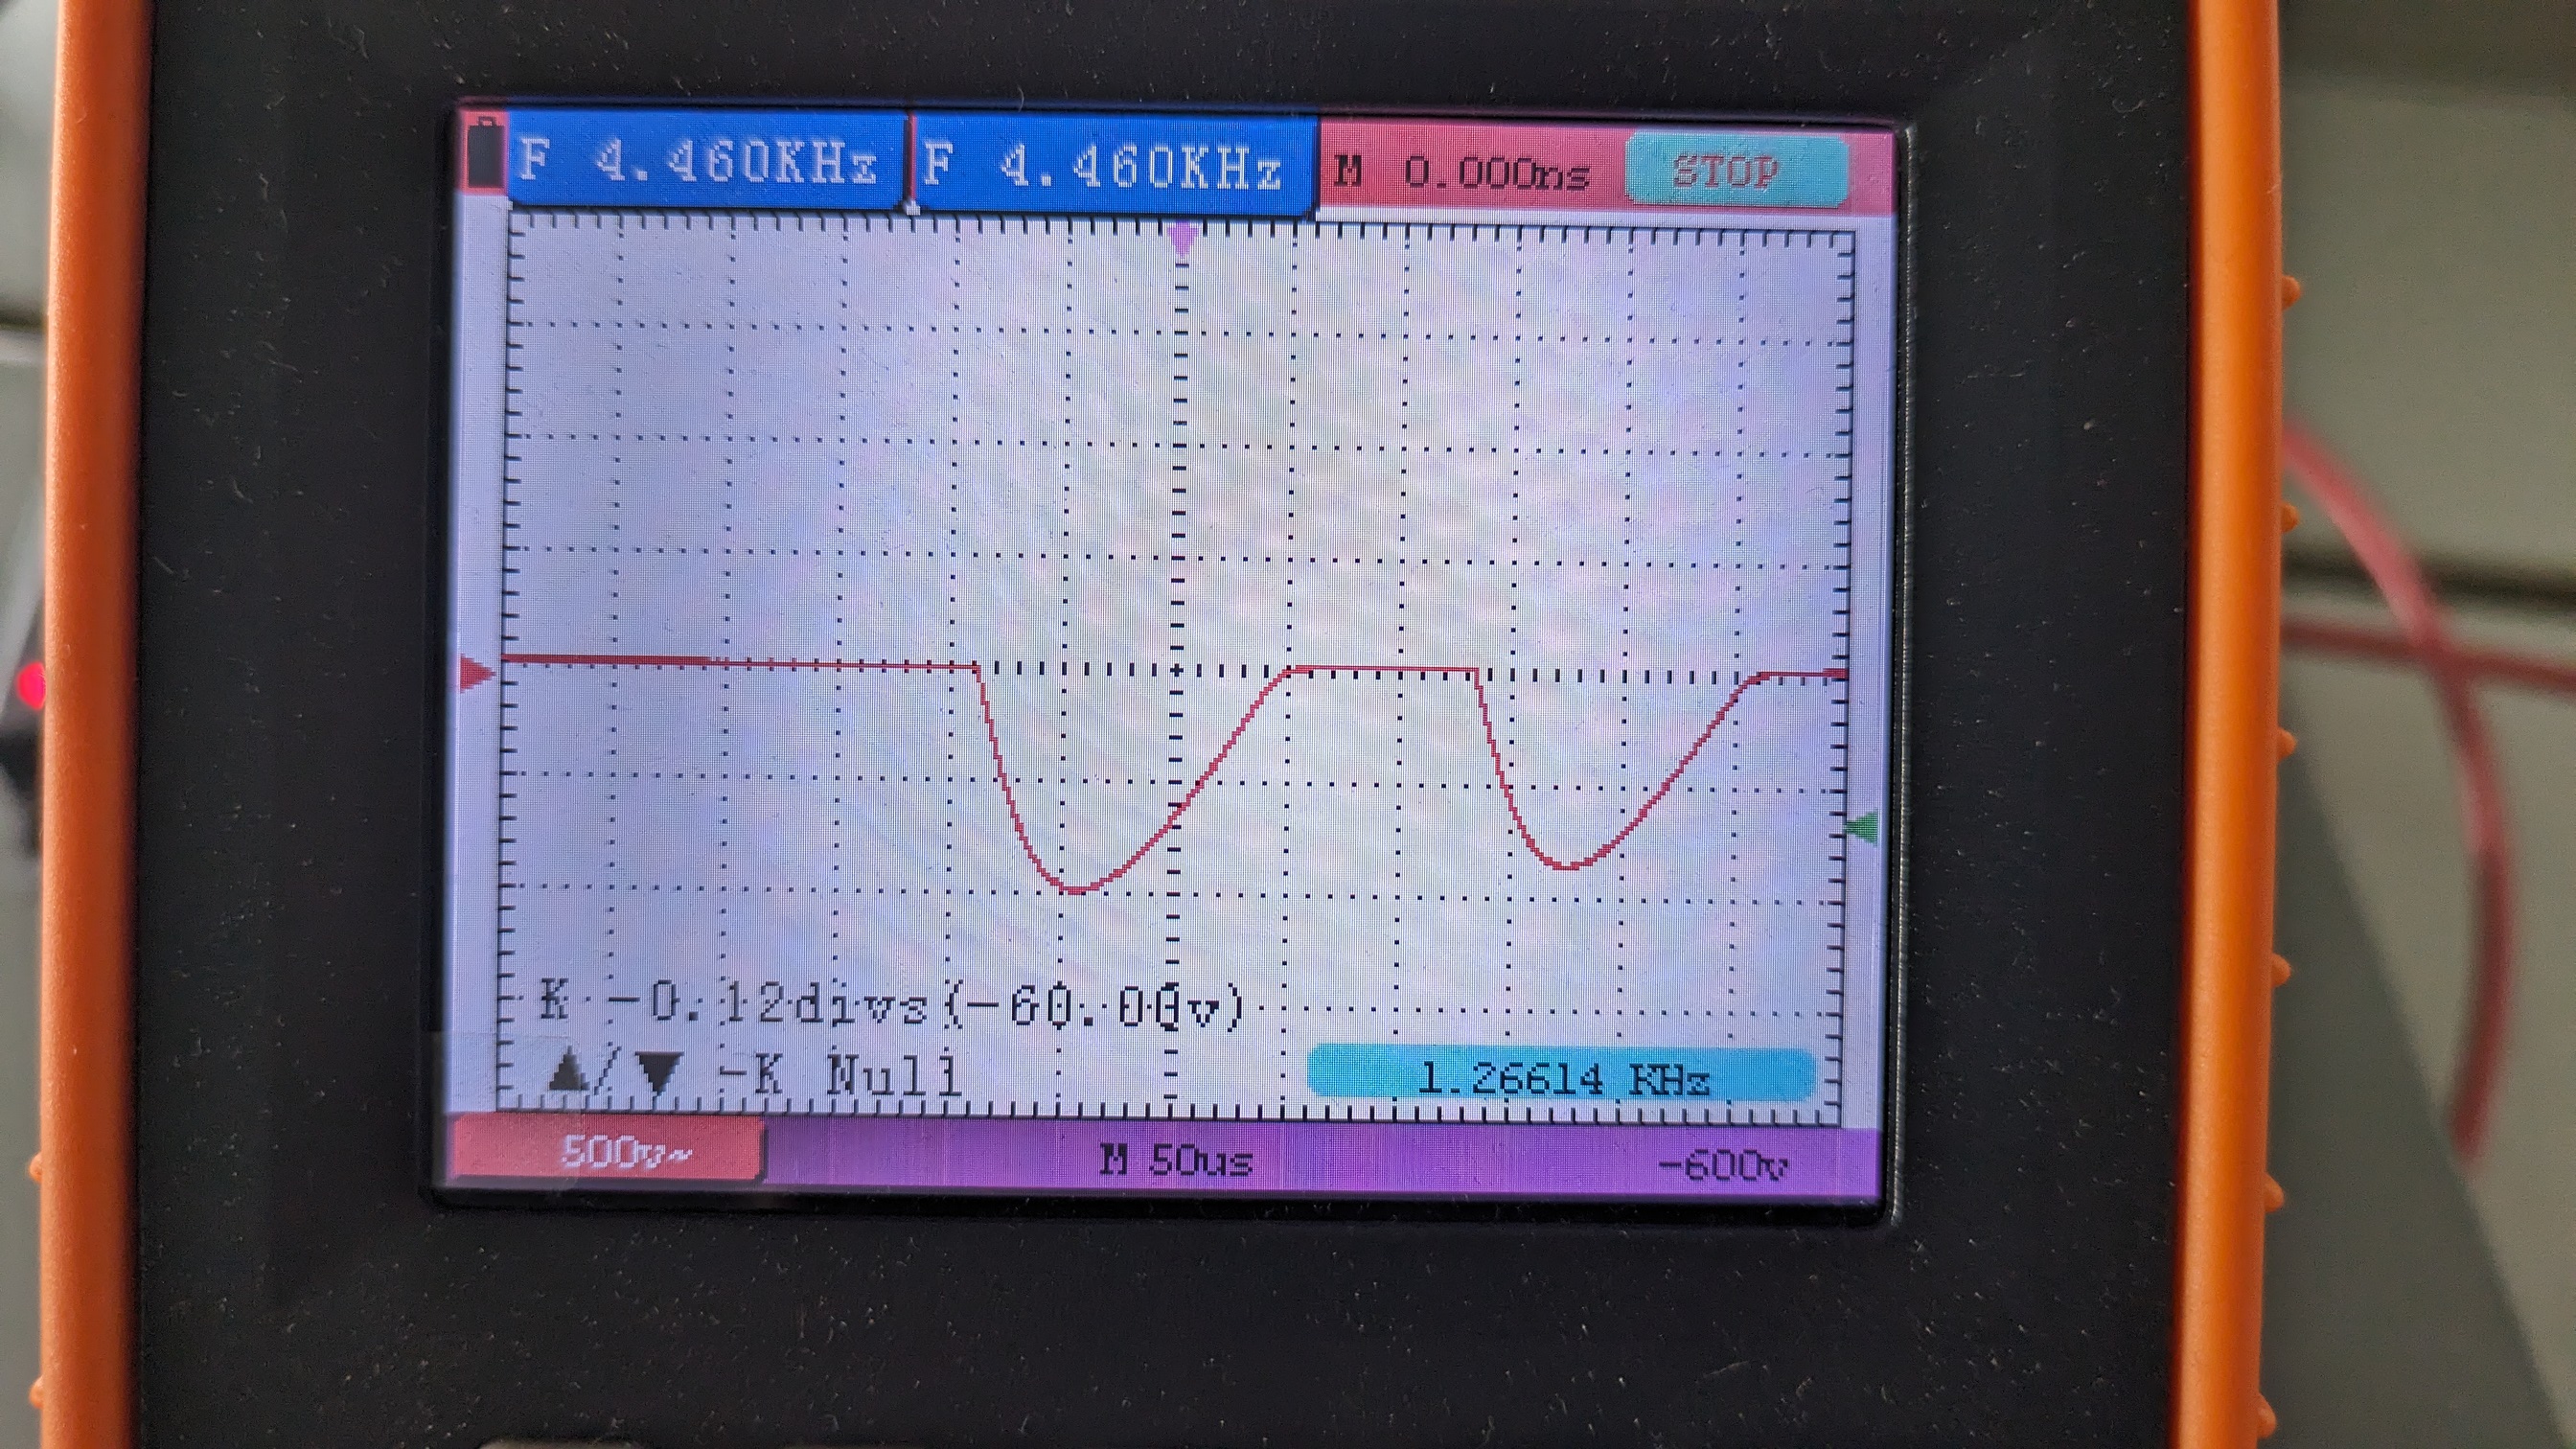 F 4.460KHz F 4.460KHz M 0.000ns STOP
K -0.12divs(-60.00v)
▲/▼ -K Null 1.26614 KHz
500v~ M 50us -600v